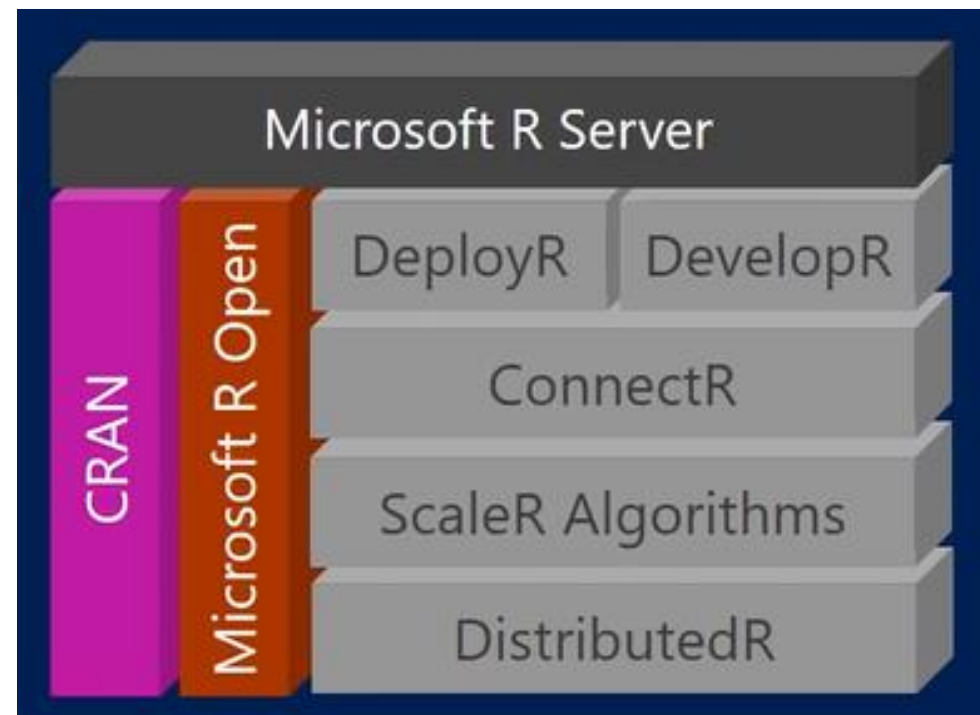 Microsoft R Server
CRAN
Microsoft R Open
DeployR
DevelopR
ConnectR
ScaleR Algorithms
DistributedR